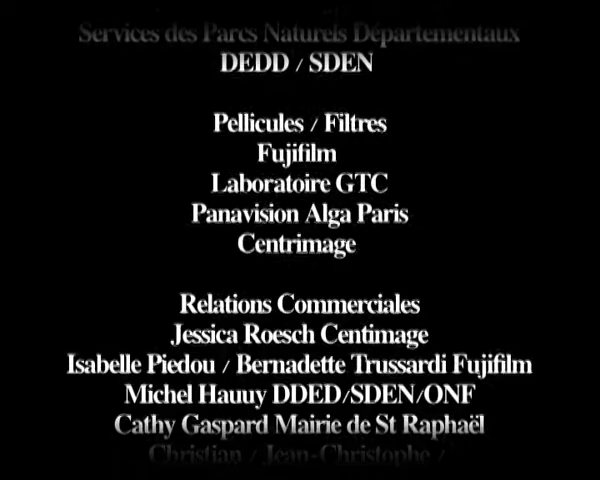 Services des Parcs Naturels Départementaux
DEDD / SDEN
Pellicules / Filtres
Fujifilm
Laboratoire GTC
Panavision Alga Paris
Centrimage
Relations Commerciales
Jessica Roesch Centimage
Isabelle Piedou / Bernadette Trussardi Fujifilm
Michel Hauuy DDED/SDEN/ONF
Cathy Gaspard Mairie de St Raphaël
Christian / Jean-Christophe /